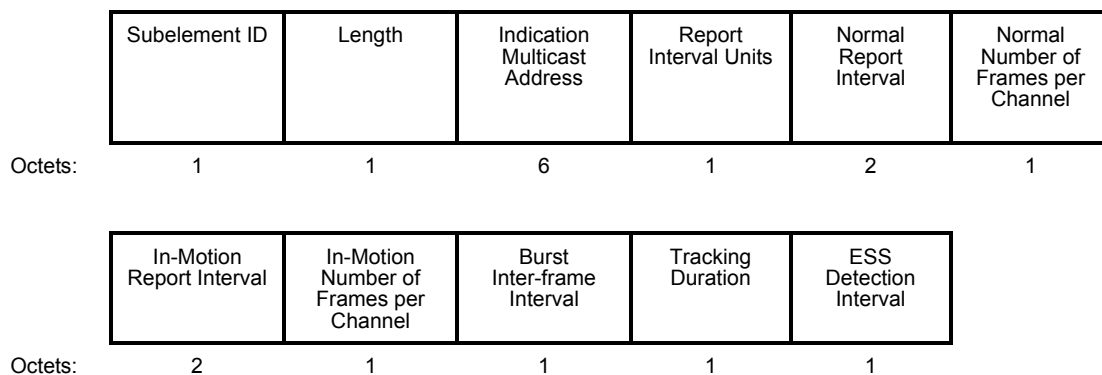 Subelement ID
Length
Indication
Multicast
Address
Report
Interval Units
Normal
Report
Interval
Normal
Number of
Frames per
Channel
Octets:
1
1
6
1
2
1
In-Motion
Report Interval
In-Motion
Number of
Frames per
Channel
Burst
Inter-frame
Interval
Tracking
Duration
ESS
Detection
Interval
Octets:
2
1
1
1
1